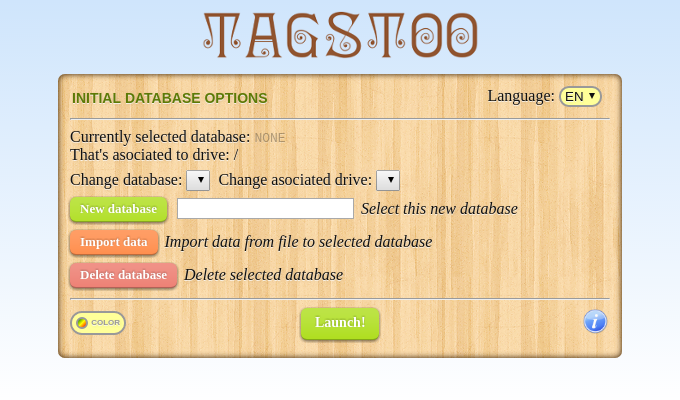 TAGSTOO
INITIAL DATABASE OPTIONS
Language: EN
Currently selected database: NONE
That's asociated to drive: /
Change database: Change asociated drive:
New database Select this new database
Import data Import data from file to selected database
Delete database Delete selected database
COLOR Launch! i